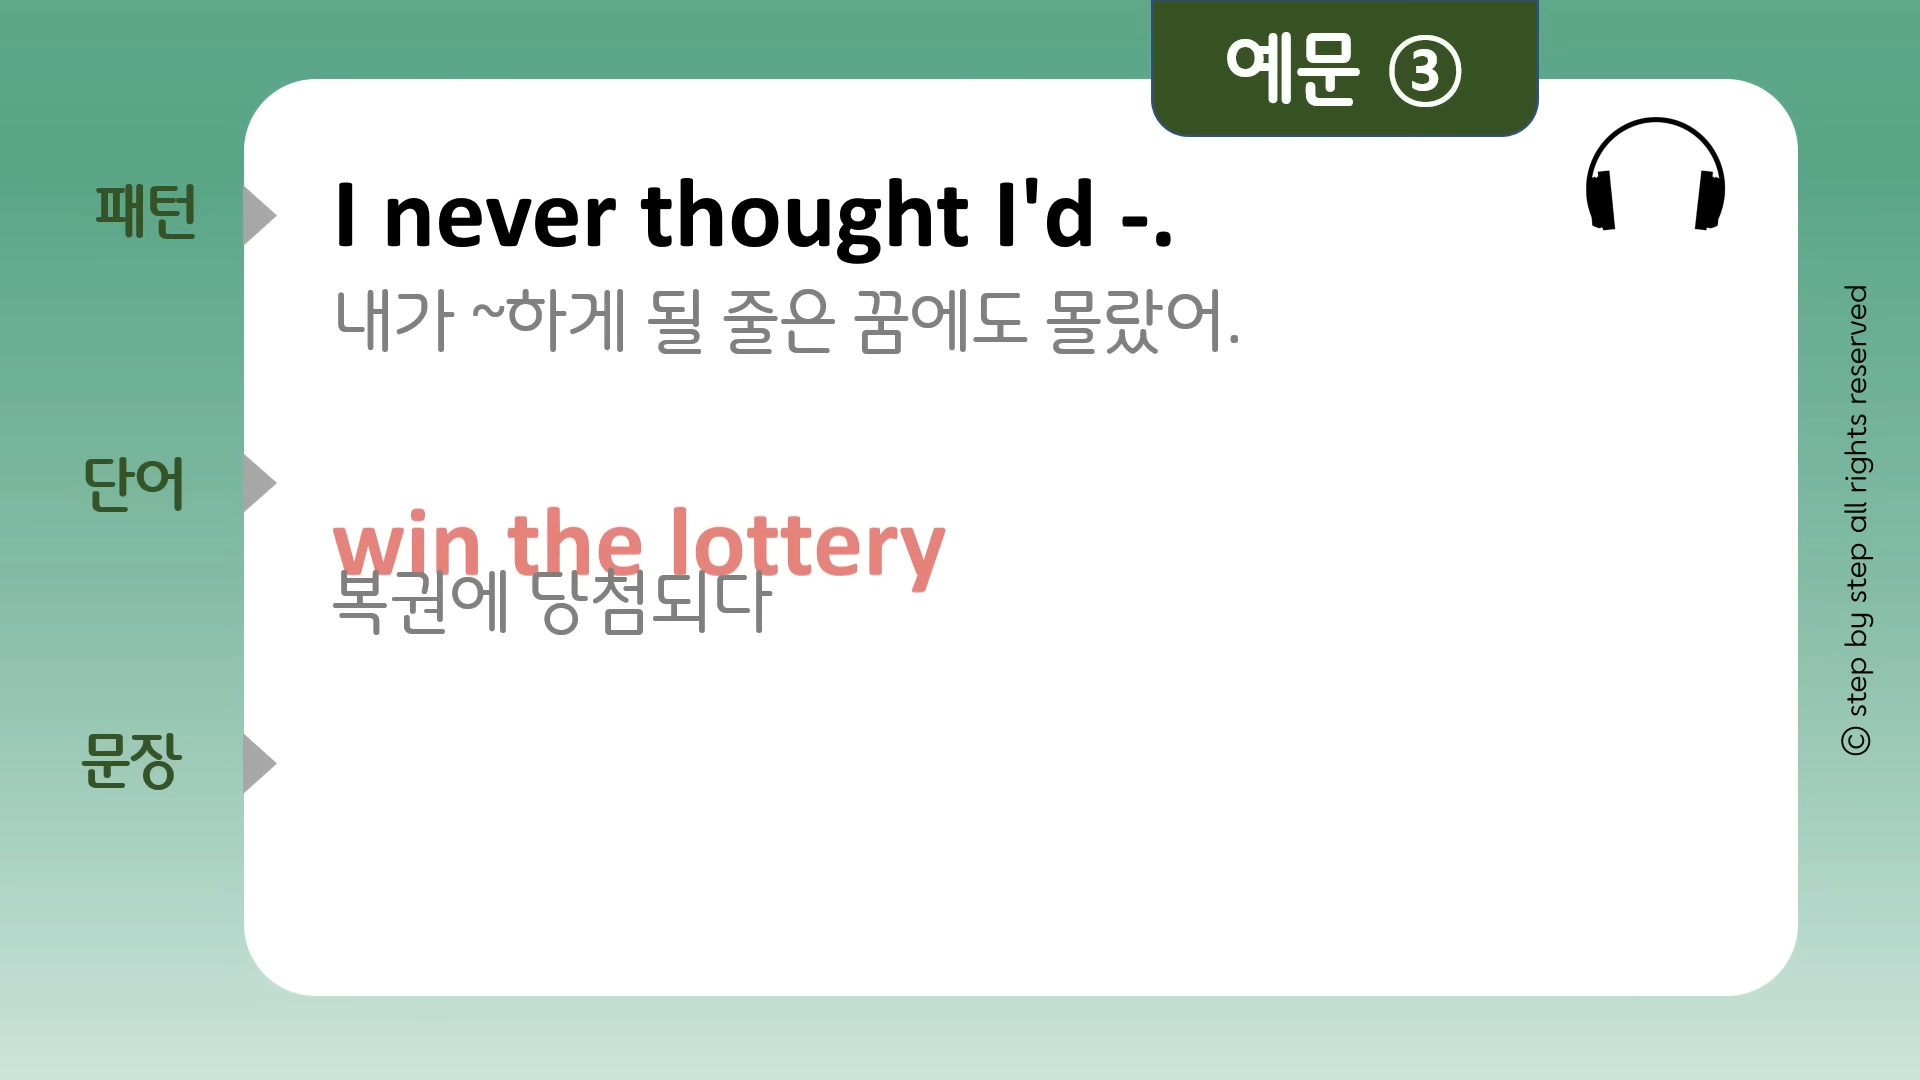 예문 ③
패턴
I never thought I'd -.
내가 ~하게 될 줄은 꿈에도 몰랐어.
단어
win the lottery
복권에 당첨되다
문장
© step by step all rights reserved